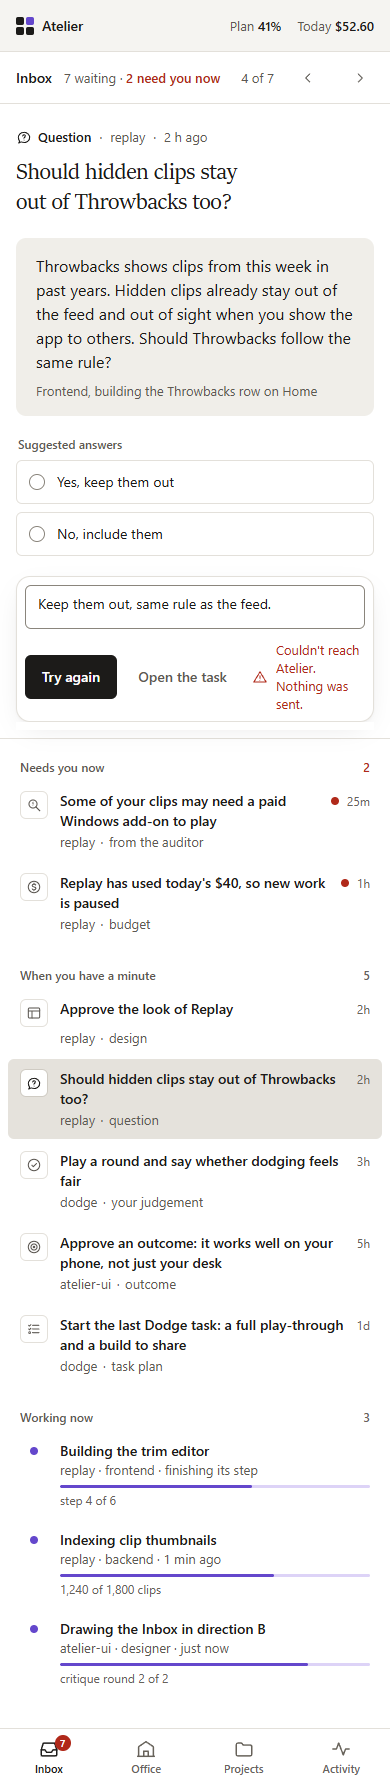 Atelier Plan 41% Today $52.60
Inbox 7 waiting · 2 need you now 4 of 7
Question · replay · 2 h ago
Should hidden clips stay
out of Throwbacks too?
Throwbacks shows clips from this week in
past years. Hidden clips already stay out of
the feed and out of sight when you show the
app to others. Should Throwbacks follow the
same rule?
Frontend, building the Throwbacks row on Home
Suggested answers
Yes, keep them out
No, include them
Keep them out, same rule as the feed.
Try again
Open the task
Couldn't reach
Atelier.
Nothing was
sent.
Needs you now 2
Some of your clips may need a paid 25m
Windows add-on to play
replay · from the auditor
Replay has used today's $40, so new work 1h
is paused
replay · budget
When you have a minute 5
Approve the look of Replay 2h
replay · design
Should hidden clips stay out of Throwbacks 2h
too?
replay · question
Play a round and say whether dodging feels 3h
fair
dodge · your judgement
Approve an outcome: it works well on your 5h
phone, not just your desk
atelier-ui · outcome
Start the last Dodge task: a full play-through 1d
and a build to share
dodge · task plan
Working now 3
Building the trim editor
replay · frontend · finishing its step
step 4 of 6
Indexing clip thumbnails
replay · backend · 1 min ago
1,240 of 1,800 clips
Drawing the Inbox in direction B
atelier-ui · designer · just now
critique round 2 of 2
7
Inbox Office Projects Activity